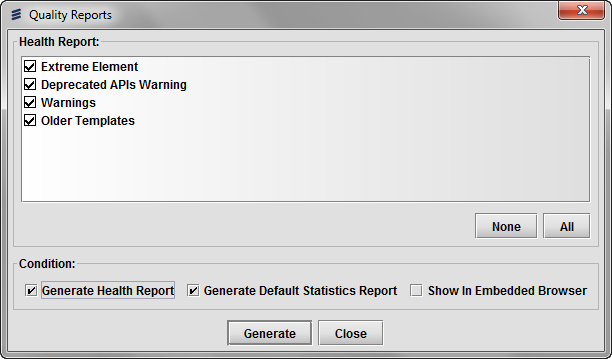 Quality Reports
Health Report:
Extreme Element
Deprecated APIs Warning
Warnings
Older Templates
None All
Condition:
Generate Health Report Generate Default Statistics Report Show In Embedded Browser
Generate Close